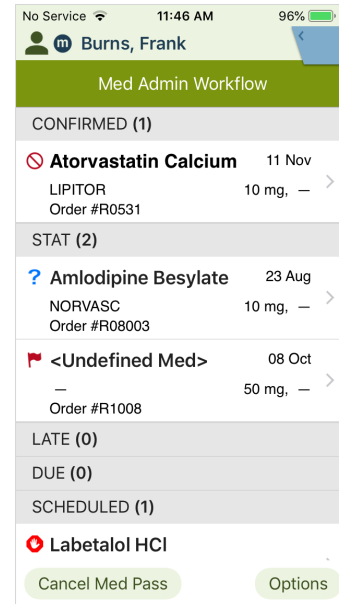 No Service 11:46 AM 96%
m Burns, Frank
Med Admin Workflow
CONFIRMED (1)
Atorvastatin Calcium 11 Nov
LIPITOR 10 mg, —
Order #R0531
STAT (2)
? Amlodipine Besylate 23 Aug
NORVASC 10 mg, —
Order #R08003
<Undefined Med> 08 Oct
— 50 mg, —
Order #R1008
LATE (0)
DUE (0)
SCHEDULED (1)
Labetalol HCl
Cancel Med Pass Options